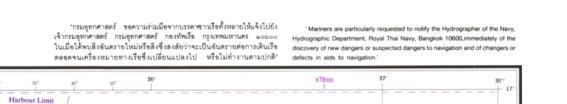 'กรมอุทกศาสตร์ ขอความร่วมมือจากบรรดาชาวเรือทั้งหลายให้แจ้งไปยัง
เจ้ากรมอุทกศาสตร์ กรมอุทกศาสตร์ กองทัพเรือ กรุงเทพมหานคร ๑๐๖๐๐
ในเมื่อได้พบสิ่งอันตรายใหม่หรือสิ่งซึ่งสงสัยว่าจะเป็นอันตรายต่อการเดินเรือ
ตลอดจนเครื่องหมายทางเรือซึ่งเปลี่ยนแปลงไป หรือไม่ทำงานตามปกติ'
'Mariners are particularly requested to notify the Hydrographer of the Navy,
Hydrographic Department, Royal Thai Navy, Bangkok 10600,immediately of the
discovery of new dangers or suspected dangers to navigation and of changers or
defects in aids to navigation.'
30" 40" 50" 36' 678000 37' 30"
17'
Harbour Limit